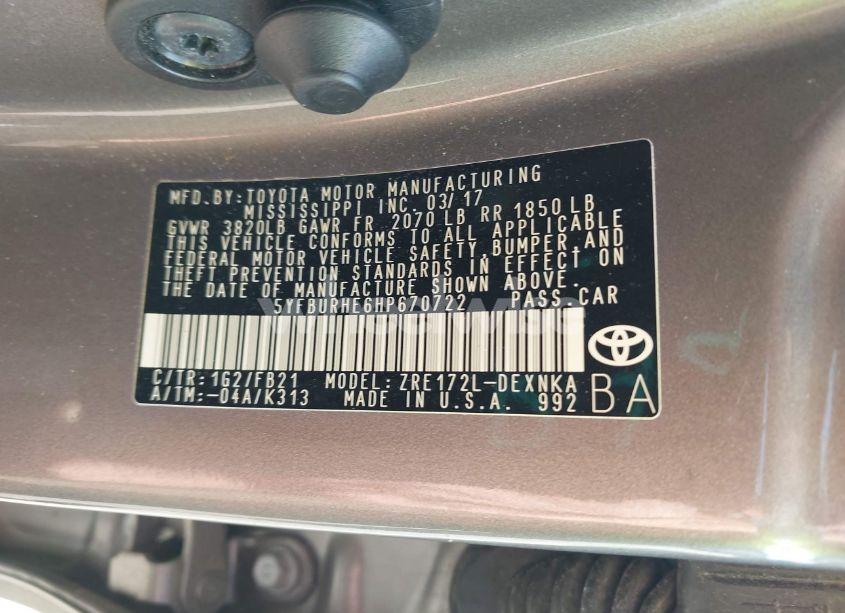 MFD.BY:TOYOTA MOTOR MANUFACTURING
MISSISSIPPI INC. 03/17
GVWR 3820LB GAWR FR 2070 LB RR 1850 LB
THIS VEHICLE CONFORMS TO ALL APPLICABLE
FEDERAL MOTOR VEHICLE SAFETY,BUMPER,AND
THEFT PREVENTION STANDARDS IN EFFECT ON
THE DATE OF MANUFACTURE SHOWN ABOVE.
5YFBURHE6HP670722 PASS CAR
C/TR:1G2/FB21 MODEL:ZRE172L-DEXNKA
A/TM:-04A/K313 MADE IN U.S.A. 992 BA